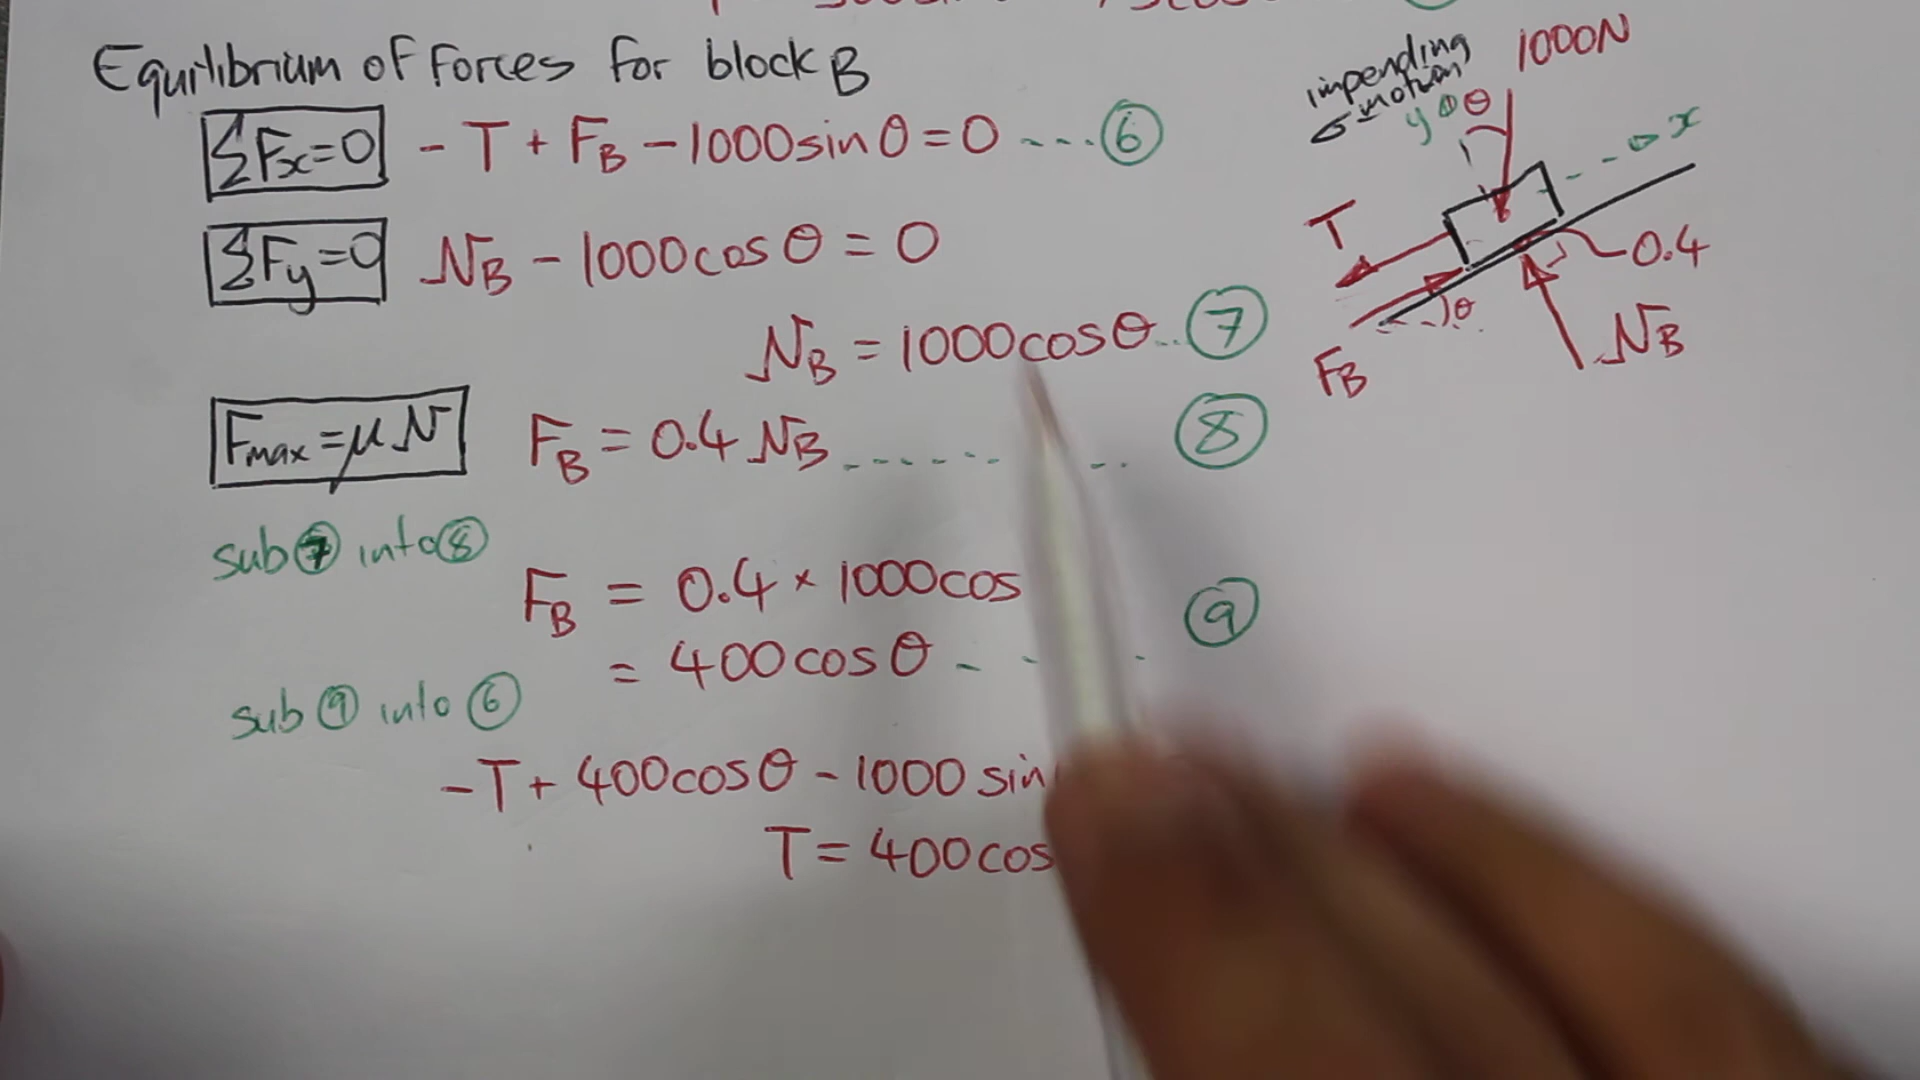 Equilibrium of forces for block B
ΣFx=0 - T + FB - 1000sinθ = 0 ---- ⑥
ΣFy=0 NB - 1000cosθ = 0
NB = 1000cosθ .. ⑦
Fmax = μN FB = 0.4 NB ------ .. ⑧
sub ⑦ into ⑧
FB = 0.4 × 1000cos
= 400cosθ - - - ⑨
sub ⑨ into ⑥
-T + 400cosθ - 1000 sin
T = 400cos
impending motion
1000N
y
θ
x
T
0.4
θ
FB
NB